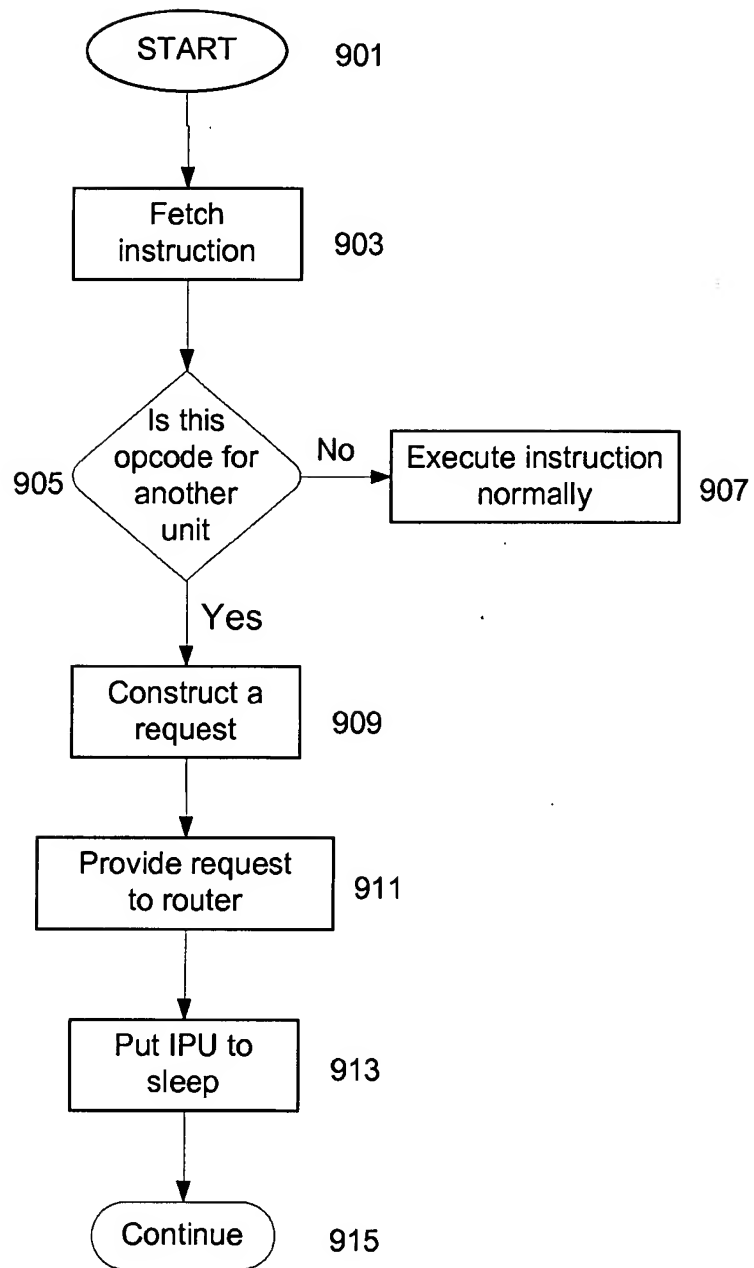 START
901
Fetch
instruction
903
Is this
opcode for
another
unit
905
No
Execute instruction
normally
907
Yes
Construct a
request
909
Provide request
to router
911
Put IPU to
sleep
913
Continue
915